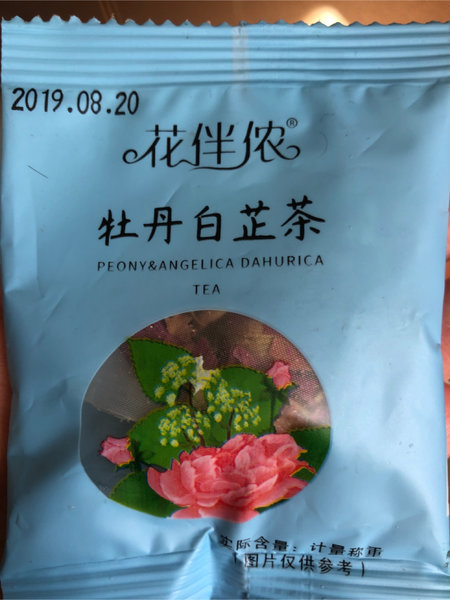 2019.08.20
花伴侬®
牡丹白芷茶
PEONY&ANGELICA DAHURICA
TEA
实际含量：计量称重
（图片仅供参考）